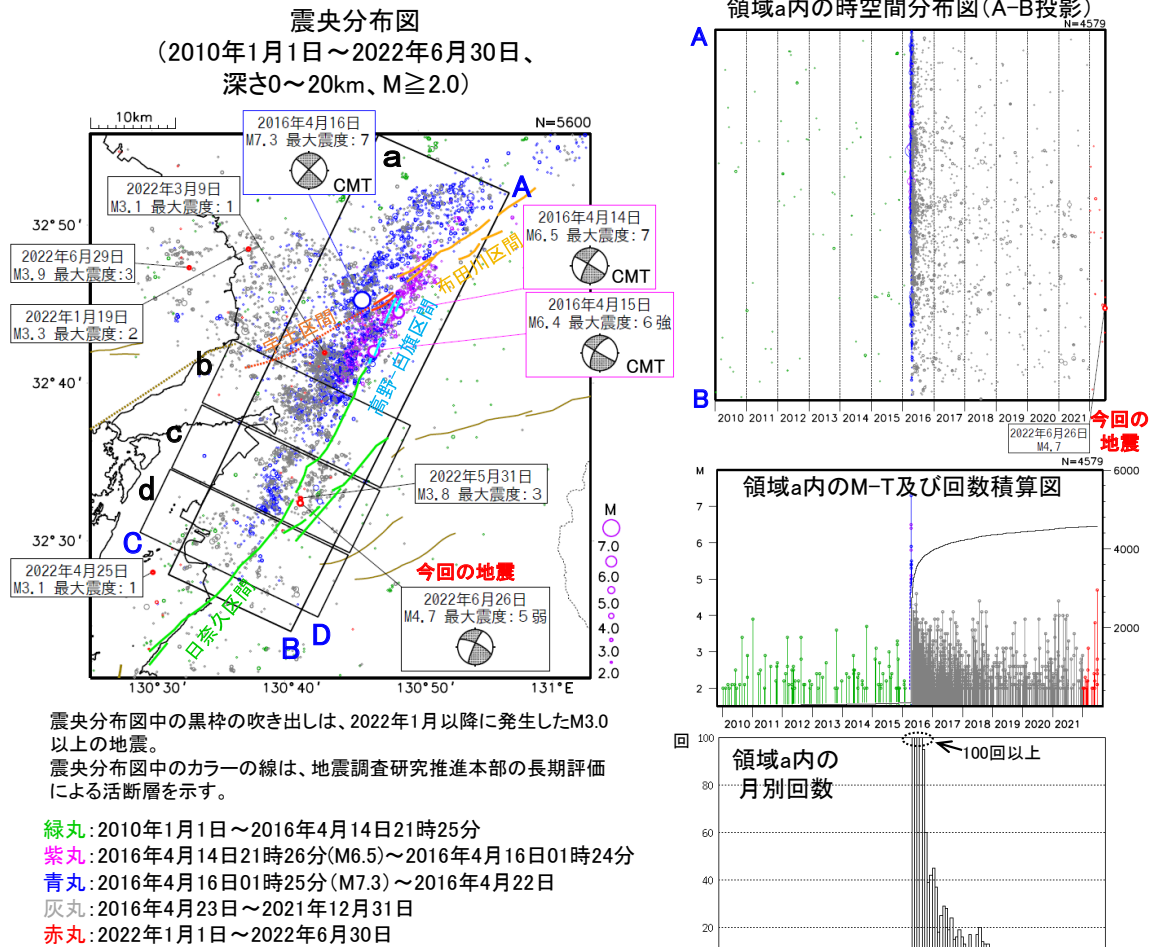 震央分布図
(2010年1月1日～2022年6月30日、
深さ0～20km、M≧2.0)
10km
N=5600
2016年4月16日
M7.3 最大震度：7
CMT
a
A
2022年3月9日
M3.1 最大震度：1
32°50′
2016年4月14日
M6.5 最大震度：7
CMT
2022年6月29日
M3.9 最大震度：3
布田川区間
2016年4月15日
M6.4 最大震度：6強
CMT
2022年1月19日
M3.3 最大震度：2
宇土区間
高野-白旗区間
b
32°40′
c
2022年5月31日
M3.8 最大震度：3
d
32°30′
C
2022年4月25日
M3.1 最大震度：1
今回の地震
2022年6月26日
M4.7 最大震度：5弱
日奈久区間
B
D
M
7.0
6.0
5.0
4.0
3.0
2.0
130°30′
130°40′
130°50′
131°E
震央分布図中の黒枠の吹き出しは、2022年1月以降に発生したM3.0
以上の地震。
震央分布図中のカラーの線は、地震調査研究推進本部の長期評価
による活断層を示す。
緑丸：2010年1月1日～2016年4月14日21時25分
紫丸：2016年4月14日21時26分(M6.5)～2016年4月16日01時24分
青丸：2016年4月16日01時25分(M7.3)～2016年4月22日
灰丸：2016年4月23日～2021年12月31日
赤丸：2022年1月1日～2022年6月30日
領域a内の時空間分布図(A-B投影)
N=4579
A
B
2010 2011 2012 2013 2014 2015 2016 2017 2018 2019 2020 2021
今回の
地震
2022年6月26日
M4.7
N=4579
M
領域a内のM-T及び回数積算図
6000
7
6
4000
5
4
3
2000
2
2010 2011 2012 2013 2014 2015 2016 2017 2018 2019 2020 2021
回
100
領域a内の
月別回数
100回以上
80
60
40
20